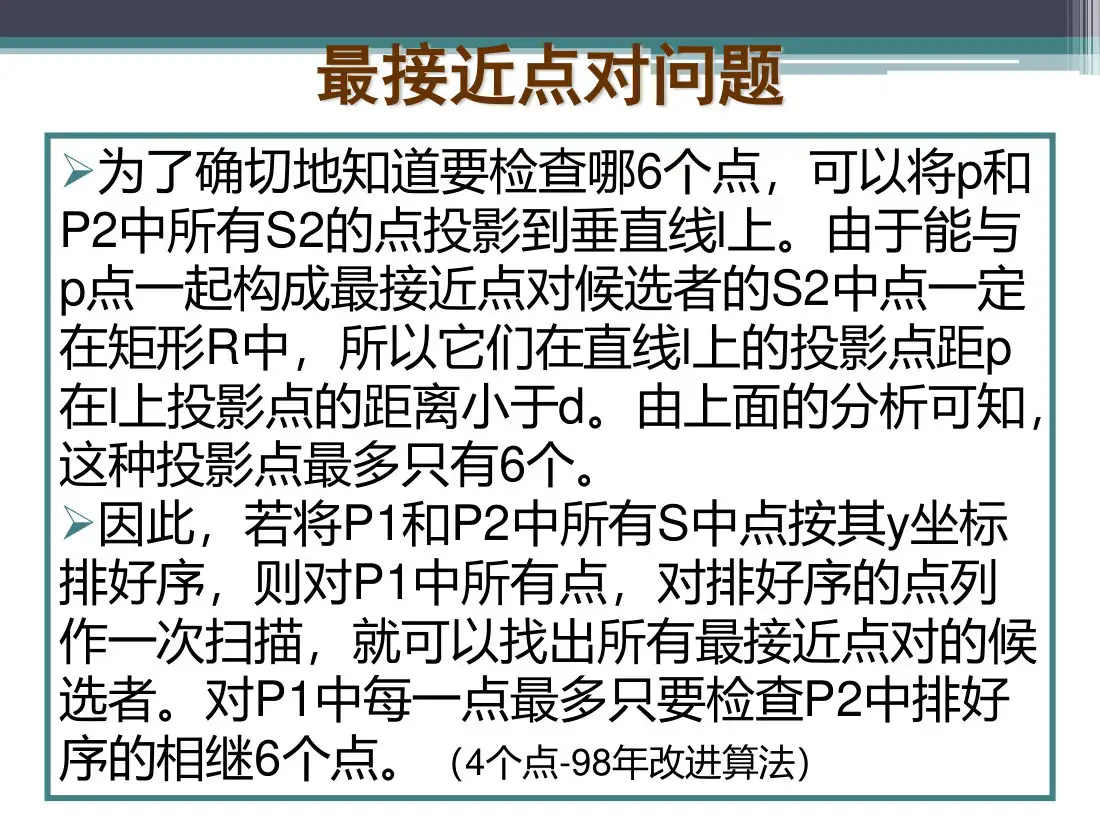 最接近点对问题
➢为了确切地知道要检查哪6个点，可以将p和
P2中所有S2的点投影到垂直线l上。由于能与
p点一起构成最接近点对候选者的S2中点一定
在矩形R中，所以它们在直线l上的投影点距p
在l上投影点的距离小于d。由上面的分析可知，
这种投影点最多只有6个。
➢因此，若将P1和P2中所有S中点按其y坐标
排好序，则对P1中所有点，对排好序的点列
作一次扫描，就可以找出所有最接近点对的候
选者。对P1中每一点最多只要检查P2中排好
序的相继6个点。（4个点-98年改进算法）